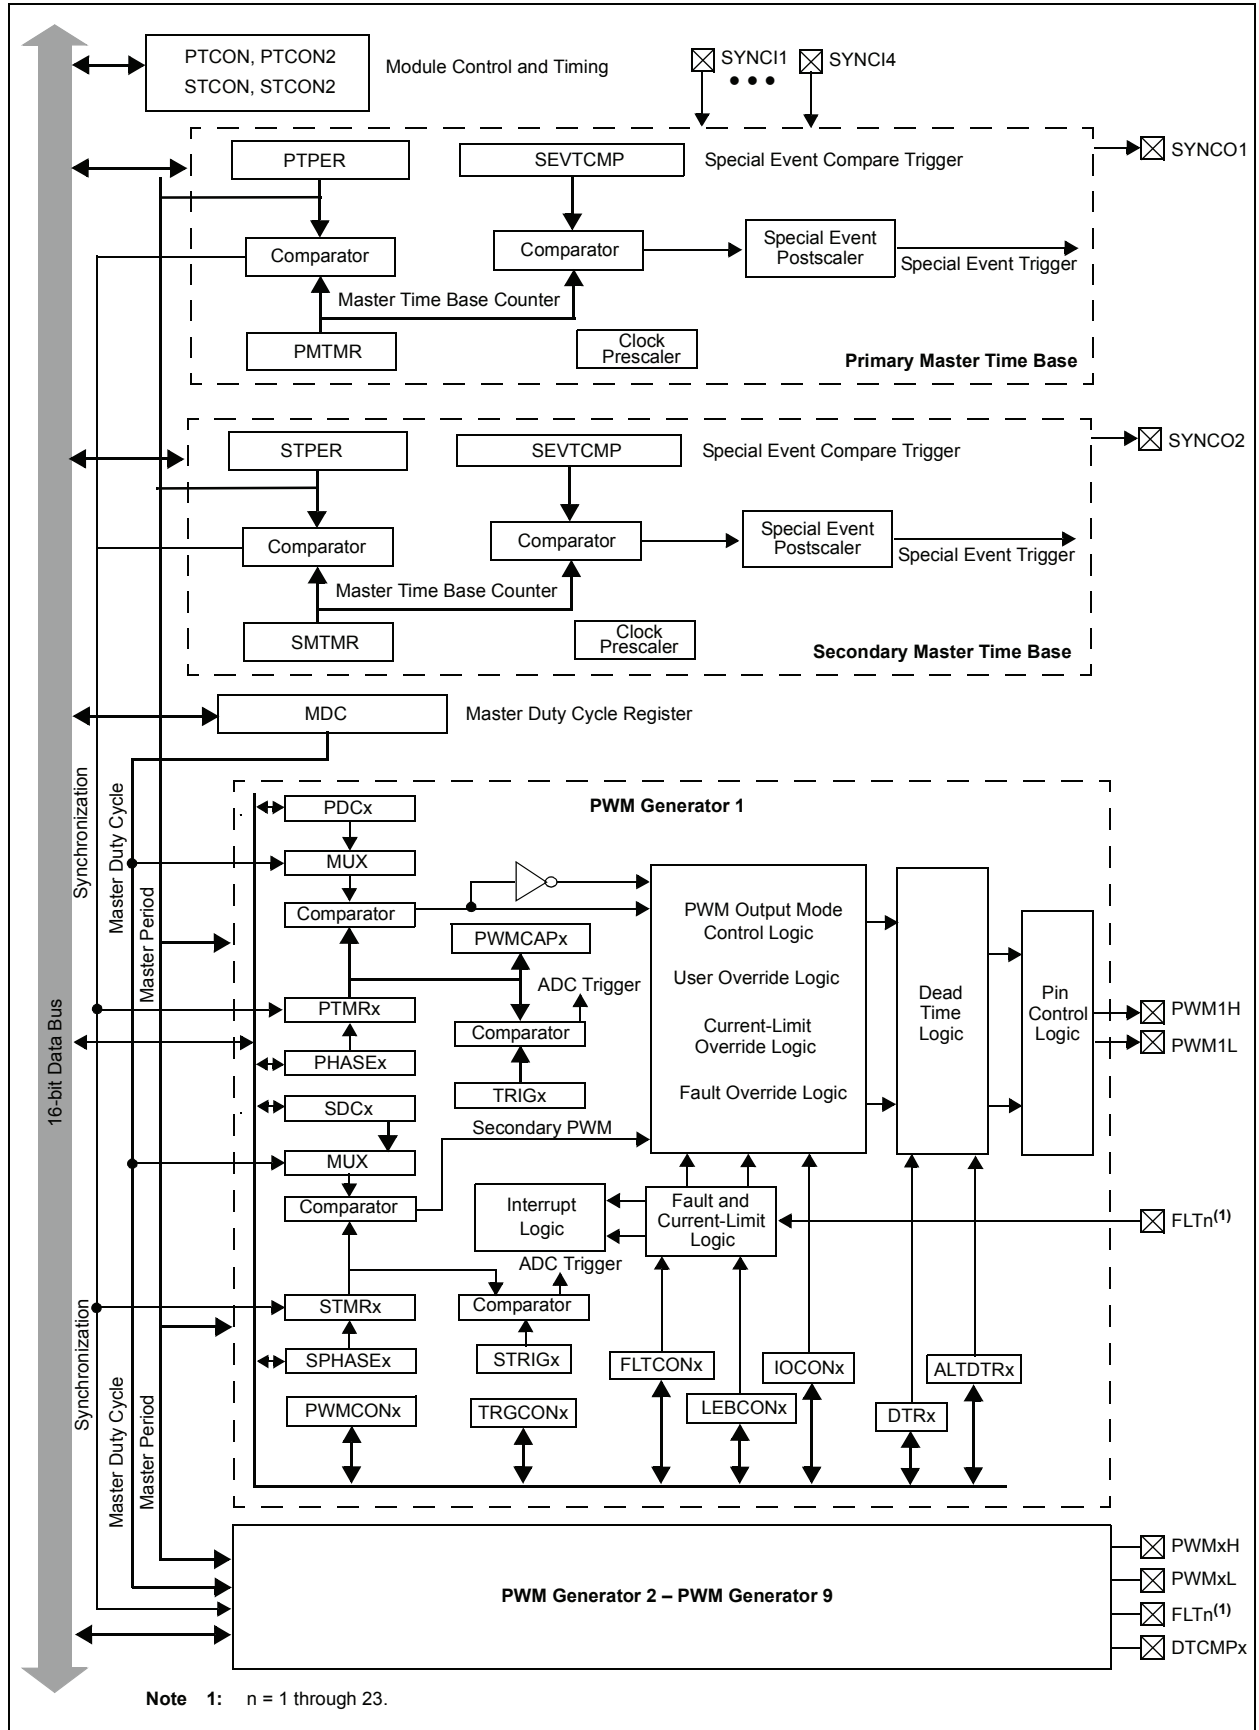 PTCON, PTCON2
STCON, STCON2
Module Control and Timing
SYNCI1
● ● ●
SYNCI4
SYNCO1
PTPER
SEVTCMP
Special Event Compare Trigger
Comparator
Comparator
Special Event
Postscaler
Special Event Trigger
Master Time Base Counter
PMTMR
Clock
Prescaler
Primary Master Time Base
SYNCO2
STPER
SEVTCMP
Special Event Compare Trigger
Comparator
Comparator
Special Event
Postscaler
Special Event Trigger
Master Time Base Counter
SMTMR
Clock
Prescaler
Secondary Master Time Base
MDC
Master Duty Cycle Register
16-bit Data Bus
Synchronization
Master Duty Cycle
Master Period
PWM Generator 1
PDCx
MUX
Comparator
PWMCAPx
ADC Trigger
PTMRx
Comparator
PHASEx
TRIGx
SDCx
Secondary PWM
MUX
Comparator
PWM Output Mode
Control Logic
User Override Logic
Current-Limit
Override Logic
Fault Override Logic
Dead
Time
Logic
Pin
Control
Logic
PWM1H
PWM1L
Interrupt
Logic
Fault and
Current-Limit
Logic
FLTn(1)
ADC Trigger
STMRx
Comparator
SPHASEx
STRIGx
FLTCONx
IOCONx
ALTDTRx
PWMCONx
TRGCONx
LEBCONx
DTRx
Synchronization
Master Duty Cycle
Master Period
PWM Generator 2 – PWM Generator 9
PWMxH
PWMxL
FLTn(1)
DTCMPx
Note 1: n = 1 through 23.